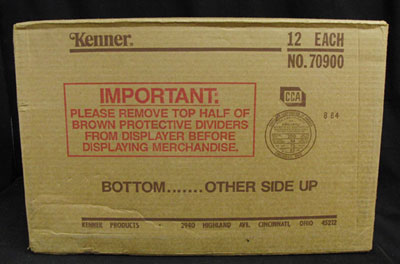 Kenner®
12 EACH
NO. 70900
IMPORTANT:
PLEASE REMOVE TOP HALF OF
BROWN PROTECTIVE DIVIDERS
FROM DISPLAYER BEFORE
DISPLAYING MERCHANDISE.
CCA
8 84
BOTTOM.......OTHER SIDE UP
KENNER PRODUCTS 2940 HIGHLAND AVE. CINCINNATI, OHIO 45212